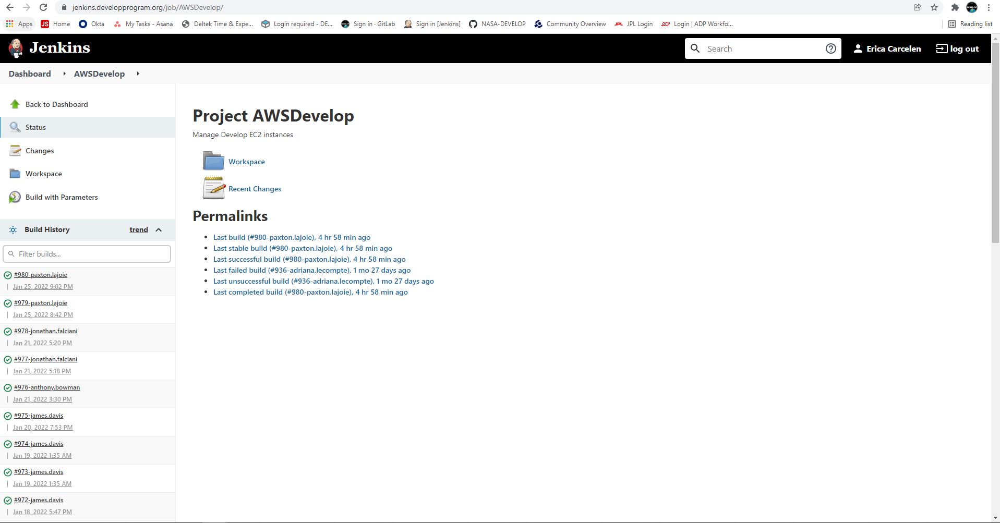 jenkins.developprogram.org/job/AWSDevelop/
Apps JS Home Okta My Tasks - Asana Deltek Time & Expe... Login required - DE... Sign in · GitLab Sign in [Jenkins] NASA-DEVELOP Community Overview JPL JPL Login ADP Login | ADP Workfo... Reading list
Jenkins Search Erica Carcelen log out
Dashboard AWSDevelop
Back to Dashboard
Status
Changes
Workspace
Build with Parameters
Build History trend
Filter builds...
#980-paxton.lajoie
Jan 25, 2022 9:02 PM
#979-paxton.lajoie
Jan 25, 2022 8:42 PM
#978-jonathan.falciani
Jan 21, 2022 5:20 PM
#977-jonathan.falciani
Jan 21, 2022 5:18 PM
#976-anthony.bowman
Jan 21, 2022 3:30 PM
#975-james.davis
Jan 20, 2022 7:53 PM
#974-james.davis
Jan 19, 2022 1:35 AM
#973-james.davis
Jan 19, 2022 1:35 AM
#972-james.davis
Jan 18, 2022 5:47 PM
Project AWSDevelop
Manage Develop EC2 instances
Workspace
Recent Changes
Permalinks
Last build (#980-paxton.lajoie), 4 hr 58 min ago
Last stable build (#980-paxton.lajoie), 4 hr 58 min ago
Last successful build (#980-paxton.lajoie), 4 hr 58 min ago
Last failed build (#936-adriana.lecompte), 1 mo 27 days ago
Last unsuccessful build (#936-adriana.lecompte), 1 mo 27 days ago
Last completed build (#980-paxton.lajoie), 4 hr 58 min ago